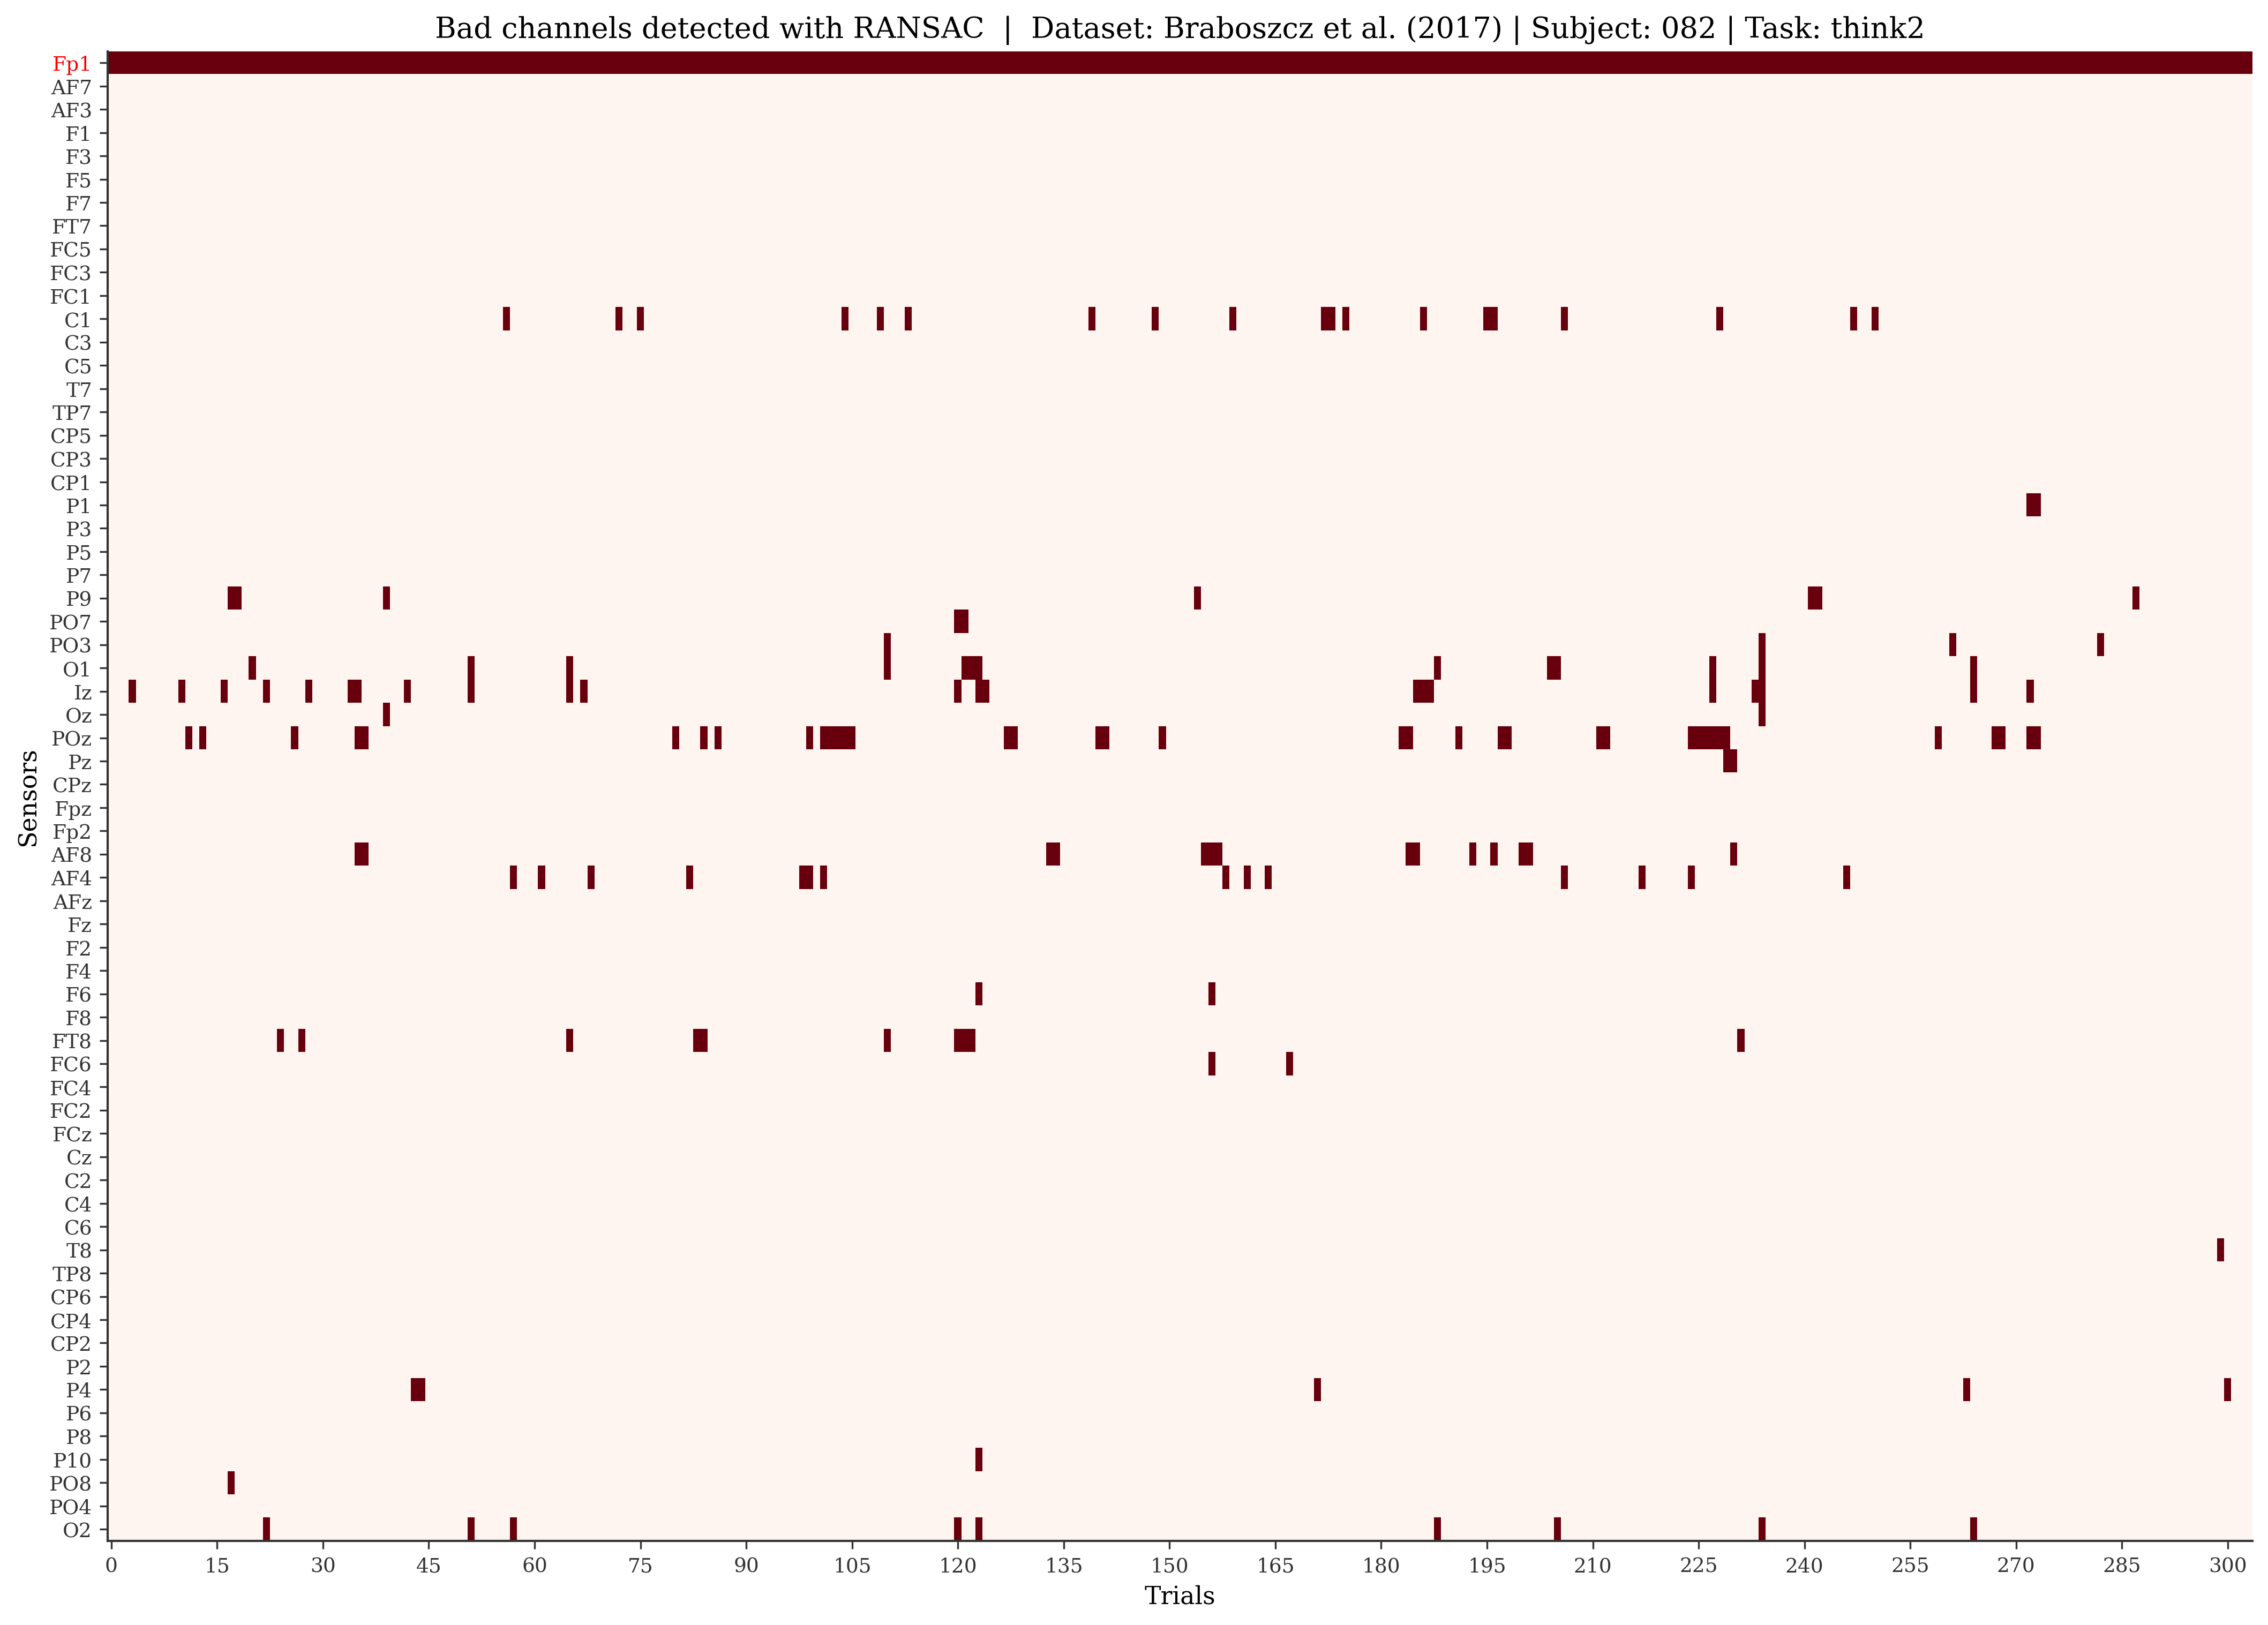 Bad channels detected with RANSAC | Dataset: Braboszcz et al. (2017) | Subject: 082 | Task: think2
Sensors
Fp1
AF7
AF3
F1
F3
F5
F7
FT7
FC5
FC3
FC1
C1
C3
C5
T7
TP7
CP5
CP3
CP1
P1
P3
P5
P7
P9
PO7
PO3
O1
Iz
Oz
POz
Pz
CPz
Fpz
Fp2
AF8
AF4
AFz
Fz
F2
F4
F6
F8
FT8
FC6
FC4
FC2
FCz
Cz
C2
C4
C6
T8
TP8
CP6
CP4
CP2
P2
P4
P6
P8
P10
PO8
PO4
O2
0 15 30 45 60 75 90 105 120 135 150 165 180 195 210 225 240 255 270 285 300
Trials